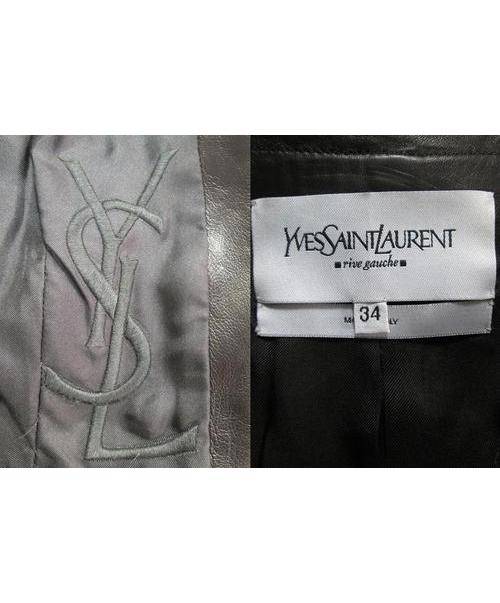 YSL
YVESSAINTLAURENT
rive gauche
34